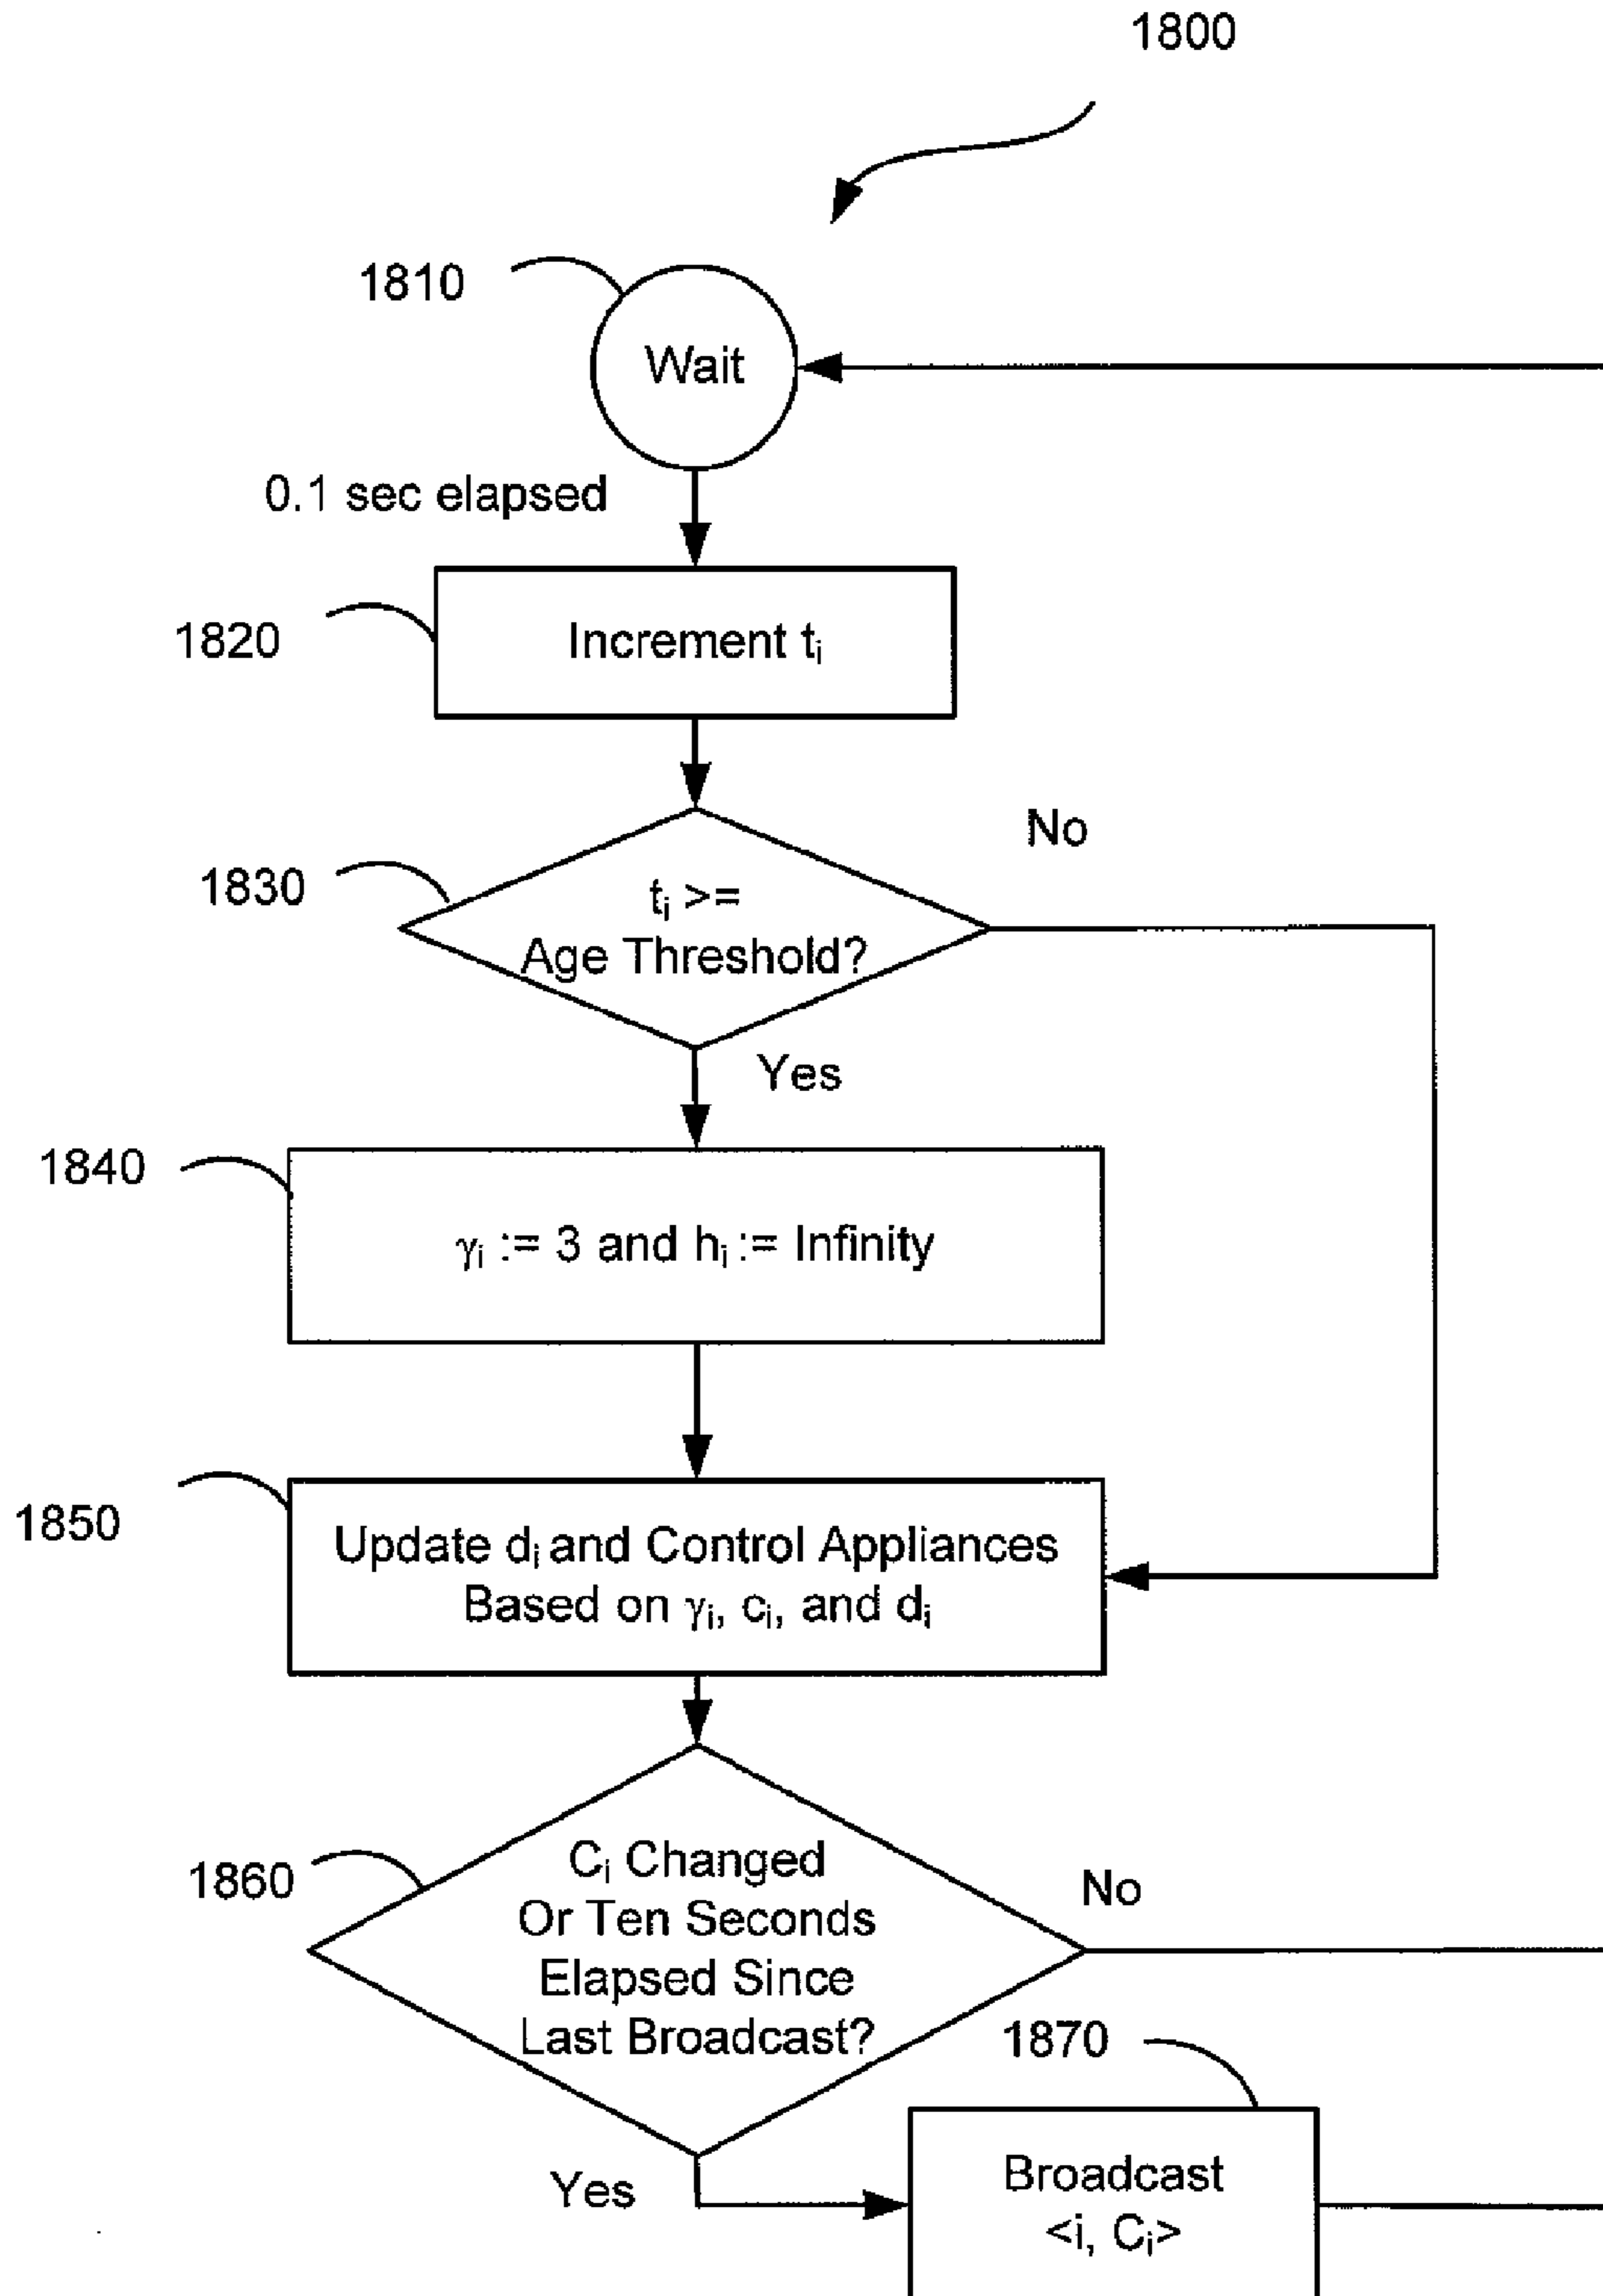 1800
1810
Wait
0.1 sec elapsed
1820
Increment tᵢ
No
1830
tᵢ >=
Age Threshold?
Yes
1840
γᵢ := 3 and hᵢ := Infinity
1850
Update dᵢ and Control Appliances
Based on γᵢ, cᵢ, and dᵢ
1860
Cᵢ Changed
Or Ten Seconds
Elapsed Since
Last Broadcast?
No
1870
Yes
Broadcast
<i, Cᵢ>